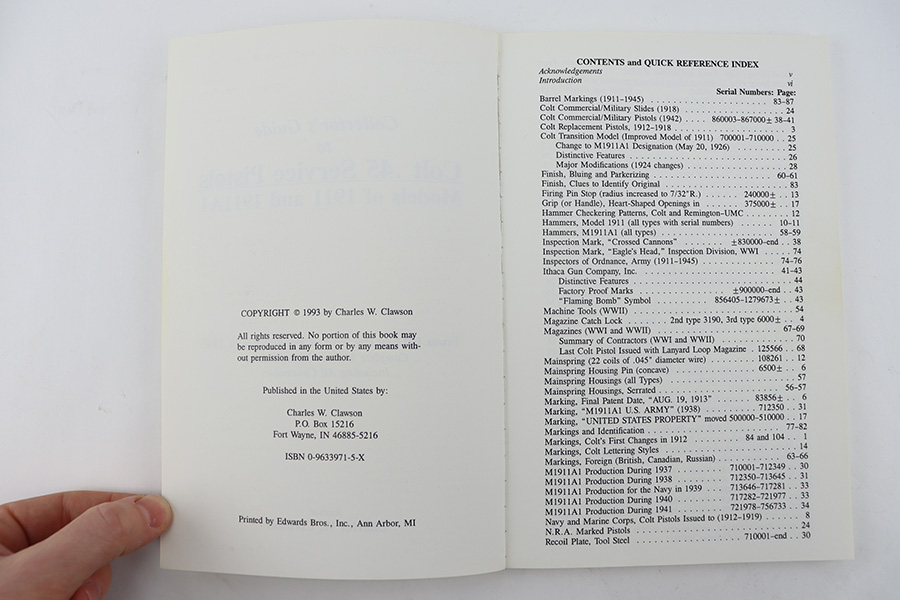 COPYRIGHT © 1993 by Charles W. Clawson
All rights reserved. No portion of this book may
be reproduced in any form or by any means with-
out permission from the author.
Published in the United States by:
Charles W. Clawson
P.O. Box 15216
Fort Wayne, IN 46885-5216
ISBN 0-9633971-5-X
Printed by Edwards Bros., Inc., Ann Arbor, MI
CONTENTS and QUICK REFERENCE INDEX
Acknowledgements v
Introduction vi
Serial Numbers: Page:
Barrel Markings (1911-1945) . . . . . . . . . . 83-87
Colt Commercial/Military Slides (1918) . . . . . . . . . . 24
Colt Commercial/Military Pistols (1942) . . . . 860003-867000± 38-41
Colt Replacement Pistols, 1912-1918 . . . . . . . . . . 3
Colt Transition Model (Improved Model of 1911) 700001-710000 . . 25
Change to M1911A1 Designation (May 20, 1926) . . . . . . . . . . 25
Distinctive Features . . . . . . . . . . 26
Major Modifications (1924 changes) . . . . . . . . . . 28
Finish, Bluing and Parkerizing . . . . . . . . . . 60-61
Finish, Clues to Identify Original . . . . . . . . . . 83
Firing Pin Stop (radius increased to 7/32"R.) . . . . . . . 240000± . . 13
Grip (or Handle), Heart-Shaped Openings in . . . . . . 375000± . . 17
Hammer Checkering Patterns, Colt and Remington-UMC . . . . . . . . 12
Hammers, Model 1911 (all types with serial numbers) . . . . . . . 10-11
Hammers, M1911A1 (all types) . . . . . . . . . . 58-59
Inspection Mark, "Crossed Cannons" . . . . . . . ±830000-end . . 38
Inspection Mark, "Eagle's Head," Inspection Division, WWI . . . . . 74
Inspectors of Ordnance, Army (1911-1945) . . . . . . . . . . 74-76
Ithaca Gun Company, Inc. . . . . . . . . . . 41-43
Distinctive Features . . . . . . . . . . 44
Factory Proof Marks . . . . . . . . . . ±900000-end . . 43
"Flaming Bomb" Symbol . . . . . . . . . . 856405-1279673± . . 43
Machine Tools (WWII) . . . . . . . . . . 54
Magazine Catch Lock . . . . . . . 2nd type 3190, 3rd type 6000± . . 4
Magazines (WWI and WWII) . . . . . . . . . . 67-69
Summary of Contractors (WWI and WWII) . . . . . . . . . . 70
Last Colt Pistol Issued with Lanyard Loop Magazine . 125566 . . 68
Mainspring (22 coils of .045" diameter wire) . . . . . . . . . . 108261 . . 12
Mainspring Housing Pin (concave) . . . . . . . . . . 6500± . . 6
Mainspring Housings (all Types) . . . . . . . . . . 57
Mainspring Housings, Serrated . . . . . . . . . . 56-57
Marking, Final Patent Date, "AUG. 19, 1913" . . . . . . . 83856± . . 6
Marking, "M1911A1 U.S. ARMY" (1938) . . . . . . . . . . 712350 . . 31
Marking, "UNITED STATES PROPERTY" moved 500000-510000 . . 17
Markings and Identification . . . . . . . . . . 77-82
Markings, Colt's First Changes in 1912 . . . . . . . . . . 84 and 104 . . 1
Markings, Colt Lettering Styles . . . . . . . . . . 14
Markings, Foreign (British, Canadian, Russian) . . . . . . . . . . 63-66
M1911A1 Production During 1937 . . . . . . . . 710001-712349 . . 30
M1911A1 Production During 1938 . . . . . . . . 712350-713645 . . 31
M1911A1 Production for the Navy in 1939 . . . . 713646-717281 . . 33
M1911A1 Production During 1940 . . . . . . . . 717282-721977 . . 33
M1911A1 Production During 1941 . . . . . . . . 721978-756733 . . 34
Navy and Marine Corps, Colt Pistols Issued to (1912-1919) . . . . . . 8
N.R.A. Marked Pistols . . . . . . . . . . 24
Recoil Plate, Tool Steel . . . . . . . . . . 710001-end . . 30